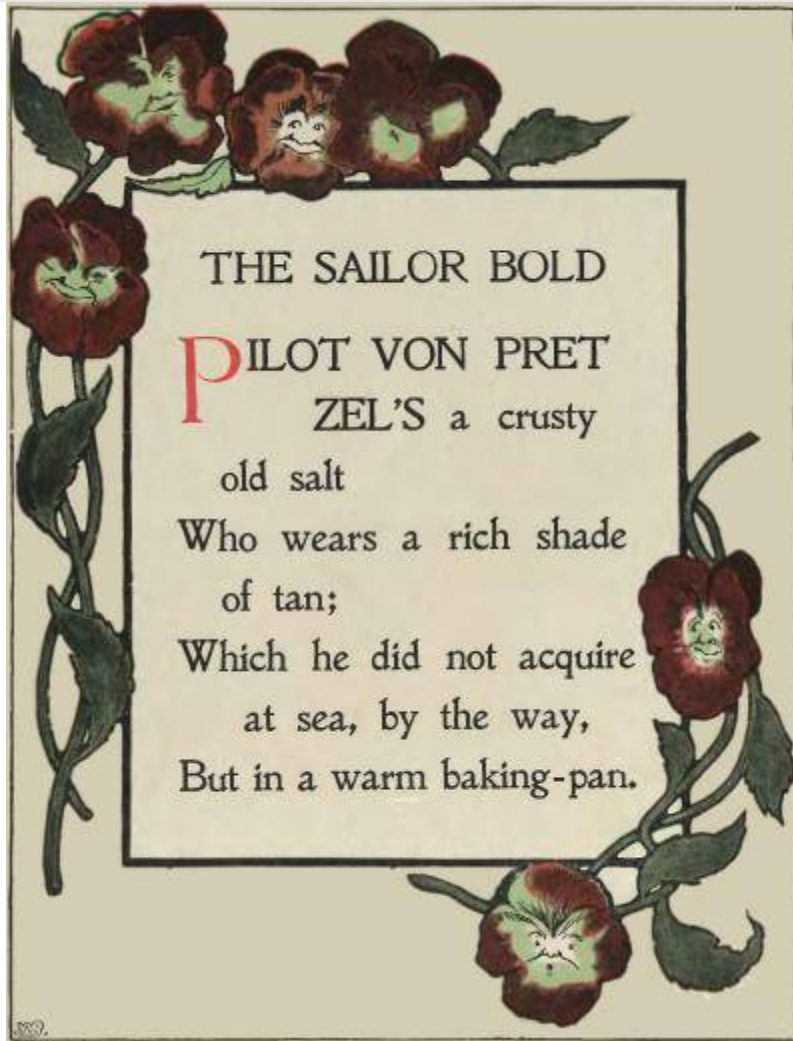 THE SAILOR BOLD
PILOT VON PRET
ZEL'S a crusty
old salt
Who wears a rich shade
of tan;
Which he did not acquire
at sea, by the way,
But in a warm baking-pan.